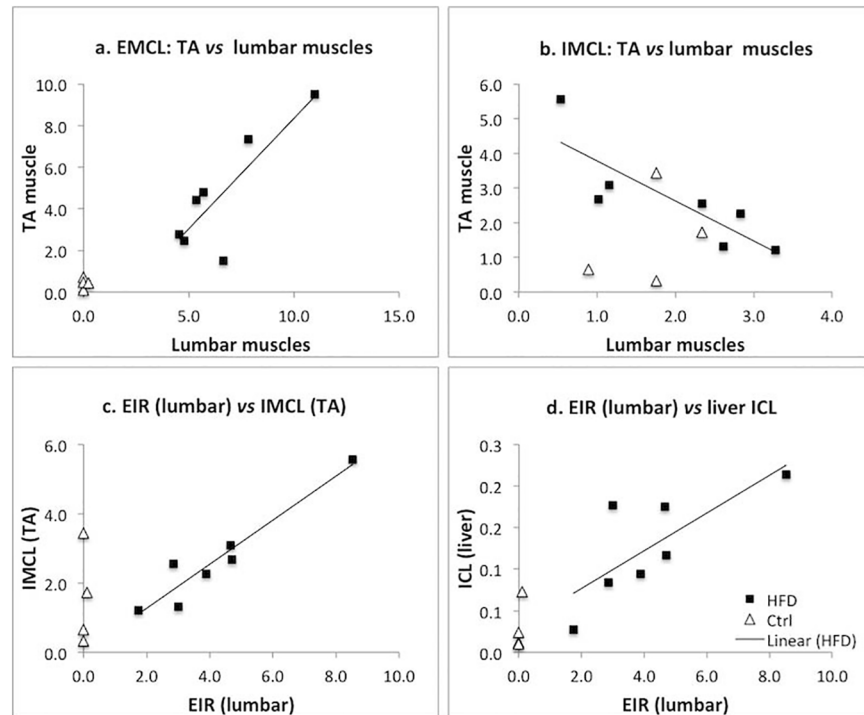 a. EMCL: TA vs lumbar muscles
TA muscle
10.0
8.0
6.0
4.0
2.0
0.0
0.0 5.0 10.0 15.0
Lumbar muscles
b. IMCL: TA vs lumbar muscles
TA muscle
6.0
5.0
4.0
3.0
2.0
1.0
0.0
0.0 1.0 2.0 3.0 4.0
Lumbar muscles
c. EIR (lumbar) vs IMCL (TA)
IMCL (TA)
6.0
4.0
2.0
0.0
0.0 2.0 4.0 6.0 8.0 10.0
EIR (lumbar)
d. EIR (lumbar) vs liver ICL
ICL (liver)
0.3
0.2
0.2
0.1
0.1
0.0
0.0 2.0 4.0 6.0 8.0 10.0
EIR (lumbar)
HFD
Ctrl
Linear (HFD)